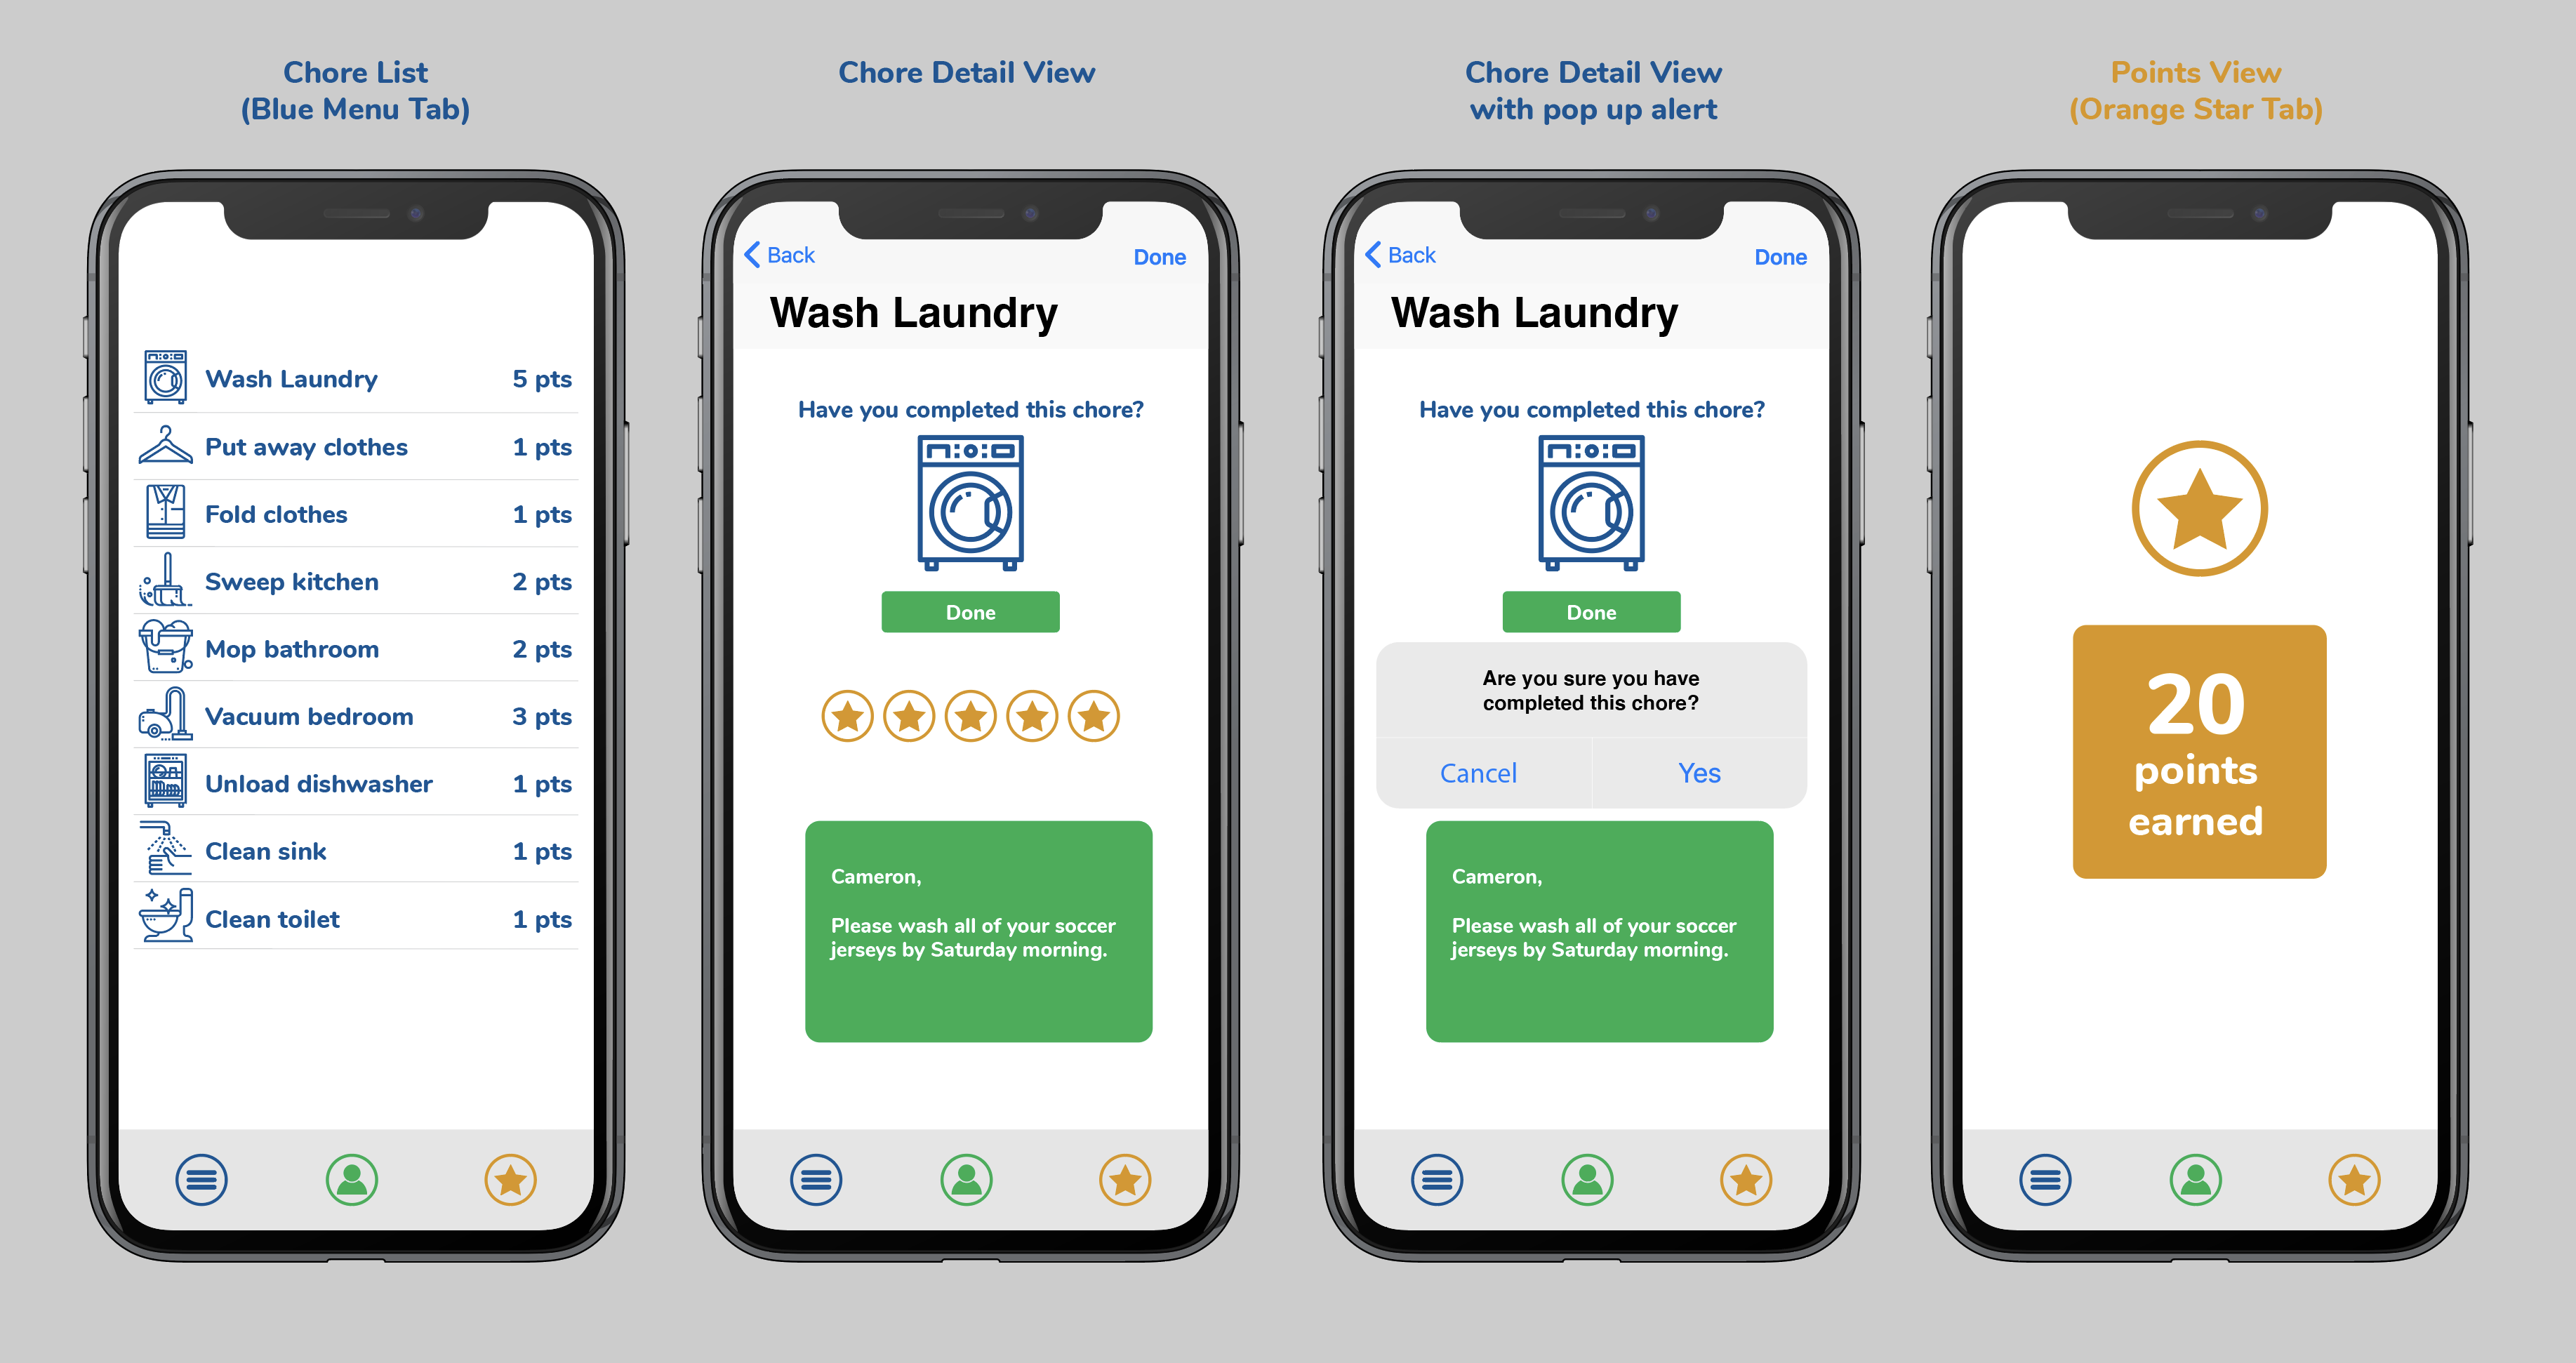 Chore List
(Blue Menu Tab)
Wash Laundry 5 pts
Put away clothes 1 pts
Fold clothes 1 pts
Sweep kitchen 2 pts
Mop bathroom 2 pts
Vacuum bedroom 3 pts
Unload dishwasher 1 pts
Clean sink 1 pts
Clean toilet 1 pts
Chore Detail View
Back Done
Wash Laundry
Have you completed this chore?
Done
Cameron,
Please wash all of your soccer
jerseys by Saturday morning.
Chore Detail View
with pop up alert
Back Done
Wash Laundry
Have you completed this chore?
Done
Are you sure you have
completed this chore?
Cancel Yes
Cameron,
Please wash all of your soccer
jerseys by Saturday morning.
Points View
(Orange Star Tab)
20
points
earned